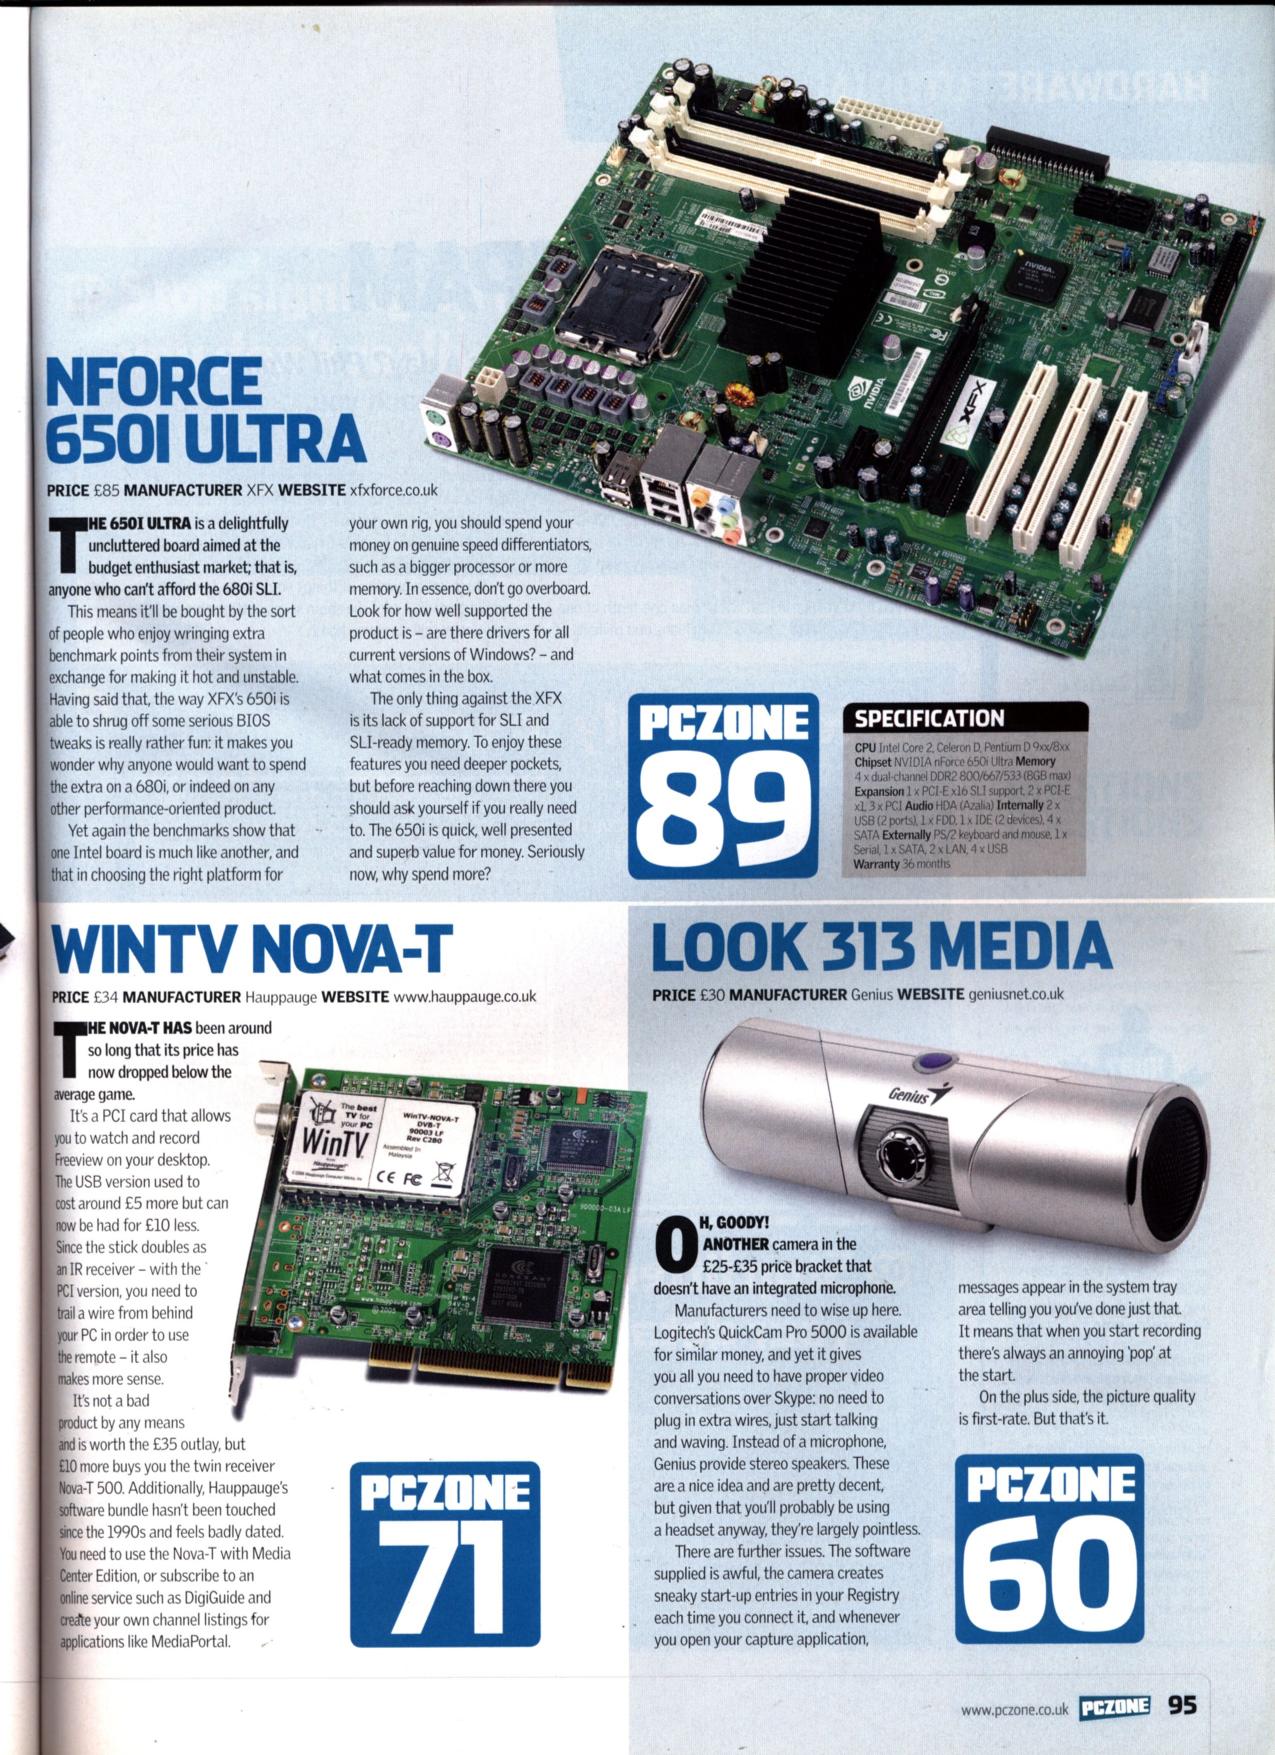 NFORCE
650I ULTRA
PRICE £85 MANUFACTURER XFX WEBSITE xfxforce.co.uk
THE 650I ULTRA is a delightfully
uncluttered board aimed at the
budget enthusiast market; that is,
anyone who can't afford the 680i SLI.
This means it'll be bought by the sort
of people who enjoy wringing extra
benchmark points from their system in
exchange for making it hot and unstable.
Having said that, the way XFX's 650i is
able to shrug off some serious BIOS
tweaks is really rather fun: it makes you
wonder why anyone would want to spend
the extra on a 680i, or indeed on any
other performance-oriented product.
Yet again the benchmarks show that
one Intel board is much like another, and
that in choosing the right platform for
your own rig, you should spend your
money on genuine speed differentiators,
such as a bigger processor or more
memory. In essence, don't go overboard.
Look for how well supported the
product is – are there drivers for all
current versions of Windows? – and
what comes in the box.
The only thing against the XFX
is its lack of support for SLI and
SLI-ready memory. To enjoy these
features you need deeper pockets,
but before reaching down there you
should ask yourself if you really need
to. The 650i is quick, well presented
and superb value for money. Seriously
now, why spend more?
NVIDIA
NVIDIA
XFX
PCZONE
89
SPECIFICATION
CPU Intel Core 2, Celeron D, Pentium D 9xx/8xx
Chipset NVIDIA nForce 650i Ultra Memory
4 x dual-channel DDR2 800/667/533 (8GB max)
Expansion 1 x PCI-E x16 SLI support, 2 x PCI-E
x1, 3 x PCI Audio HDA (Azalia) Internally 2 x
USB (2 ports), 1 x FDD, 1 x IDE (2 devices), 4 x
SATA Externally PS/2 keyboard and mouse, 1 x
Serial, 1 x SATA, 2 x LAN, 4 x USB
Warranty 36 months
WINTV NOVA-T
PRICE £34 MANUFACTURER Hauppauge WEBSITE www.hauppauge.co.uk
THE NOVA-T HAS been around
so long that its price has
now dropped below the
average game.
It's a PCI card that allows
you to watch and record
Freeview on your desktop.
The USB version used to
cost around £5 more but can
now be had for £10 less.
Since the stick doubles as
an IR receiver – with the
PCI version, you need to
trail a wire from behind
your PC in order to use
the remote – it also
makes more sense.
It's not a bad
product by any means
and is worth the £35 outlay, but
£10 more buys you the twin receiver
Nova-T 500. Additionally, Hauppauge's
software bundle hasn't been touched
since the 1990s and feels badly dated.
You need to use the Nova-T with Media
Center Edition, or subscribe to an
online service such as DigiGuide and
create your own channel listings for
applications like MediaPortal.
The best
TV for
your PC
WinTV
Hauppauge
WinTV-NOVA-T
DVB-T
90003 LF
Rev C2B0
Assembled In
Malaysia
CE FC
PCZONE
71
LOOK 313 MEDIA
PRICE £30 MANUFACTURER Genius WEBSITE geniusnet.co.uk
Genius
OH, GOODY!
ANOTHER camera in the
£25-£35 price bracket that
doesn't have an integrated microphone.
Manufacturers need to wise up here.
Logitech's QuickCam Pro 5000 is available
for similar money, and yet it gives
you all you need to have proper video
conversations over Skype: no need to
plug in extra wires, just start talking
and waving. Instead of a microphone,
Genius provide stereo speakers. These
are a nice idea and are pretty decent,
but given that you'll probably be using
a headset anyway, they're largely pointless.
There are further issues. The software
supplied is awful, the camera creates
sneaky start-up entries in your Registry
each time you connect it, and whenever
you open your capture application,
messages appear in the system tray
area telling you you've done just that.
It means that when you start recording
there's always an annoying 'pop' at
the start.
On the plus side, the picture quality
is first-rate. But that's it.
PCZONE
60
www.pczone.co.uk PCZONE 95